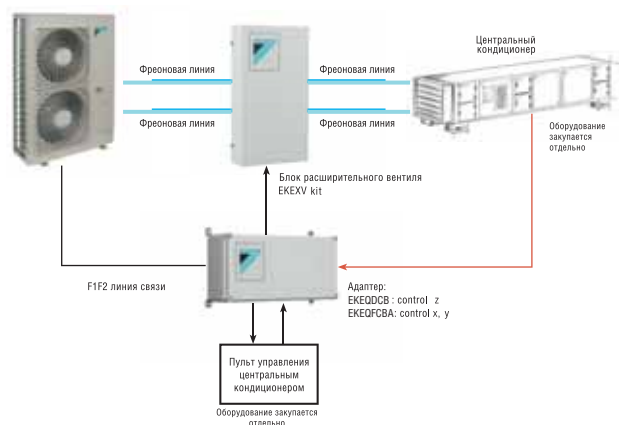 Центральный
кондиционер
Фреоновая линия
Фреоновая линия
Фреоновая линия
Фреоновая линия
Оборудование
закупается
отдельно
Блок расширительного вентиля
EKEXV kit
F1F2 линия связи
Адаптер:
EKEQDCB : control z
EKEQFCBA: control x, y
Пульт управления
центральным
кондиционером
Оборудование закупается
отдельно